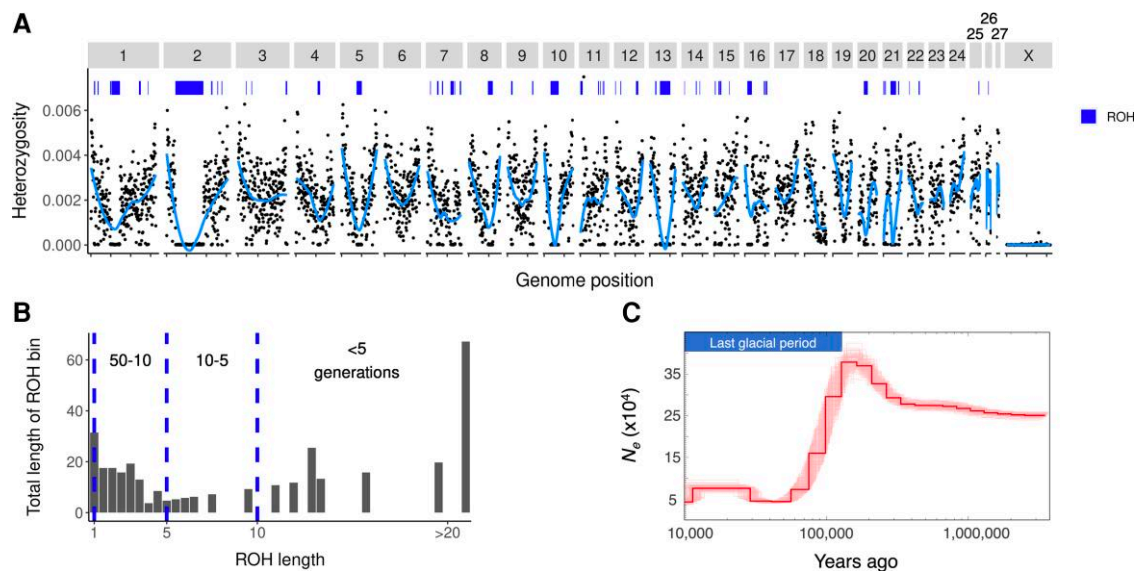 A
26
25 27
1 2 3 4 5 6 7 8 9 10 11 12 13 14 15 16 17 18 19 20 21 22 23 24 X
ROH
0.006
0.004
0.002
0.000
Heterozygosity
Genome position
B
50-10 10-5 <5
generations
60
40
20
0
Total length of ROH bin
1 5 10 >20
ROH length
C
Last glacial period
35
25
15
5
Ne (x10⁴)
10,000 100,000 1,000,000
Years ago